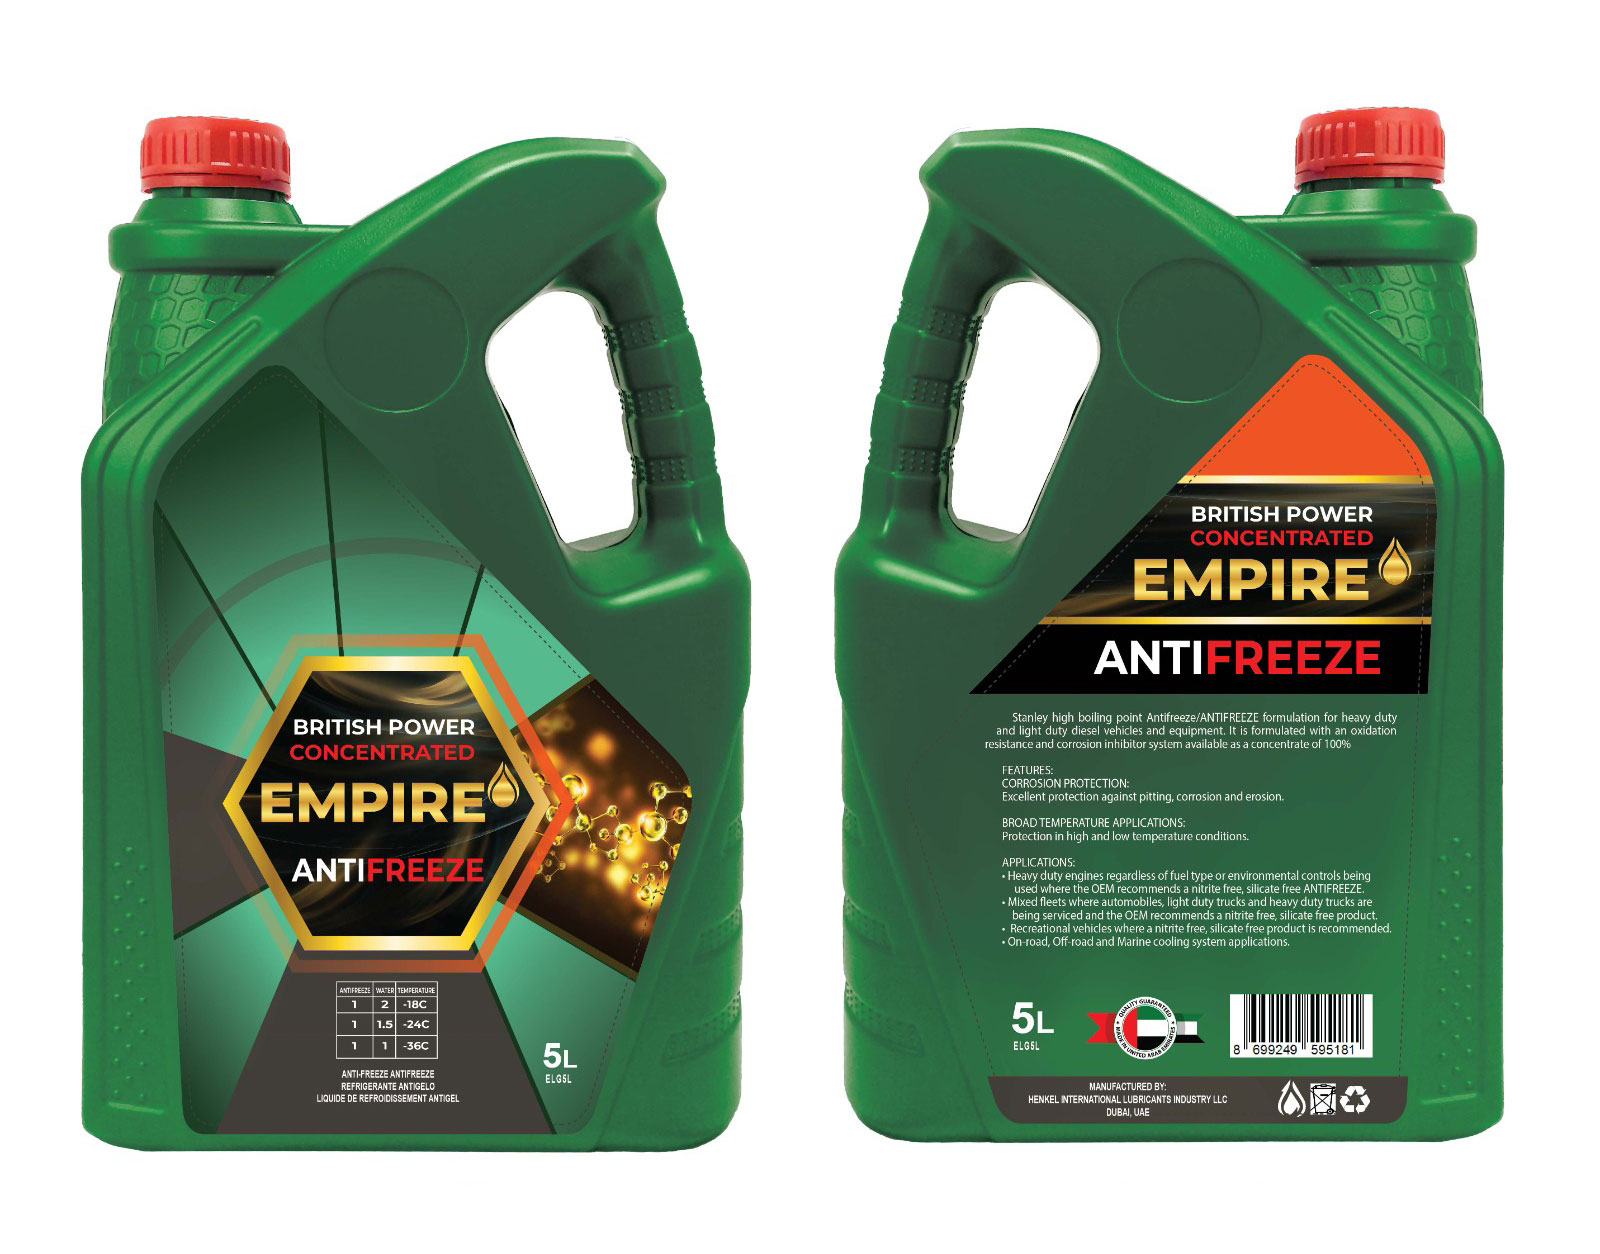 BRITISH POWER
CONCENTRATED
EMPIRE
ANTIFREEZE
ANTIFREEZE WATER TEMPERATURE
1 2 -18C
1 1.5 -24C
1 1 -36C
ANTI-FREEZE ANTIFREEZE
REFRIGERANTE ANTIGELO
LIQUIDE DE REFROIDISSEMENT ANTIGEL
5L
ELG5L
BRITISH POWER
CONCENTRATED
EMPIRE
ANTIFREEZE
Stanley high boiling point Antifreeze/ANTIFREEZE formulation for heavy duty
and light duty diesel vehicles and equipment. It is formulated with an oxidation
resistance and corrosion inhibitor system available as a concentrate of 100%
FEATURES:
CORROSION PROTECTION:
Excellent protection against pitting, corrosion and erosion.
BROAD TEMPERATURE APPLICATIONS:
Protection in high and low temperature conditions.
APPLICATIONS:
• Heavy duty engines regardless of fuel type or environmental controls being
used where the OEM recommends a nitrite free, silicate free ANTIFREEZE.
• Mixed fleets where automobiles, light duty trucks and heavy duty trucks are
being serviced and the OEM recommends a nitrite free, silicate free product.
• Recreational vehicles where a nitrite free, silicate free product is recommended.
• On-road, Off-road and Marine cooling system applications.
5L
ELG5L
QUALITY GUARANTEED
MADE IN UNITED ARAB EMIRATES
8 699249 595181
MANUFACTURED BY:
HENKEL INTERNATIONAL LUBRICANTS INDUSTRY LLC
DUBAI, UAE